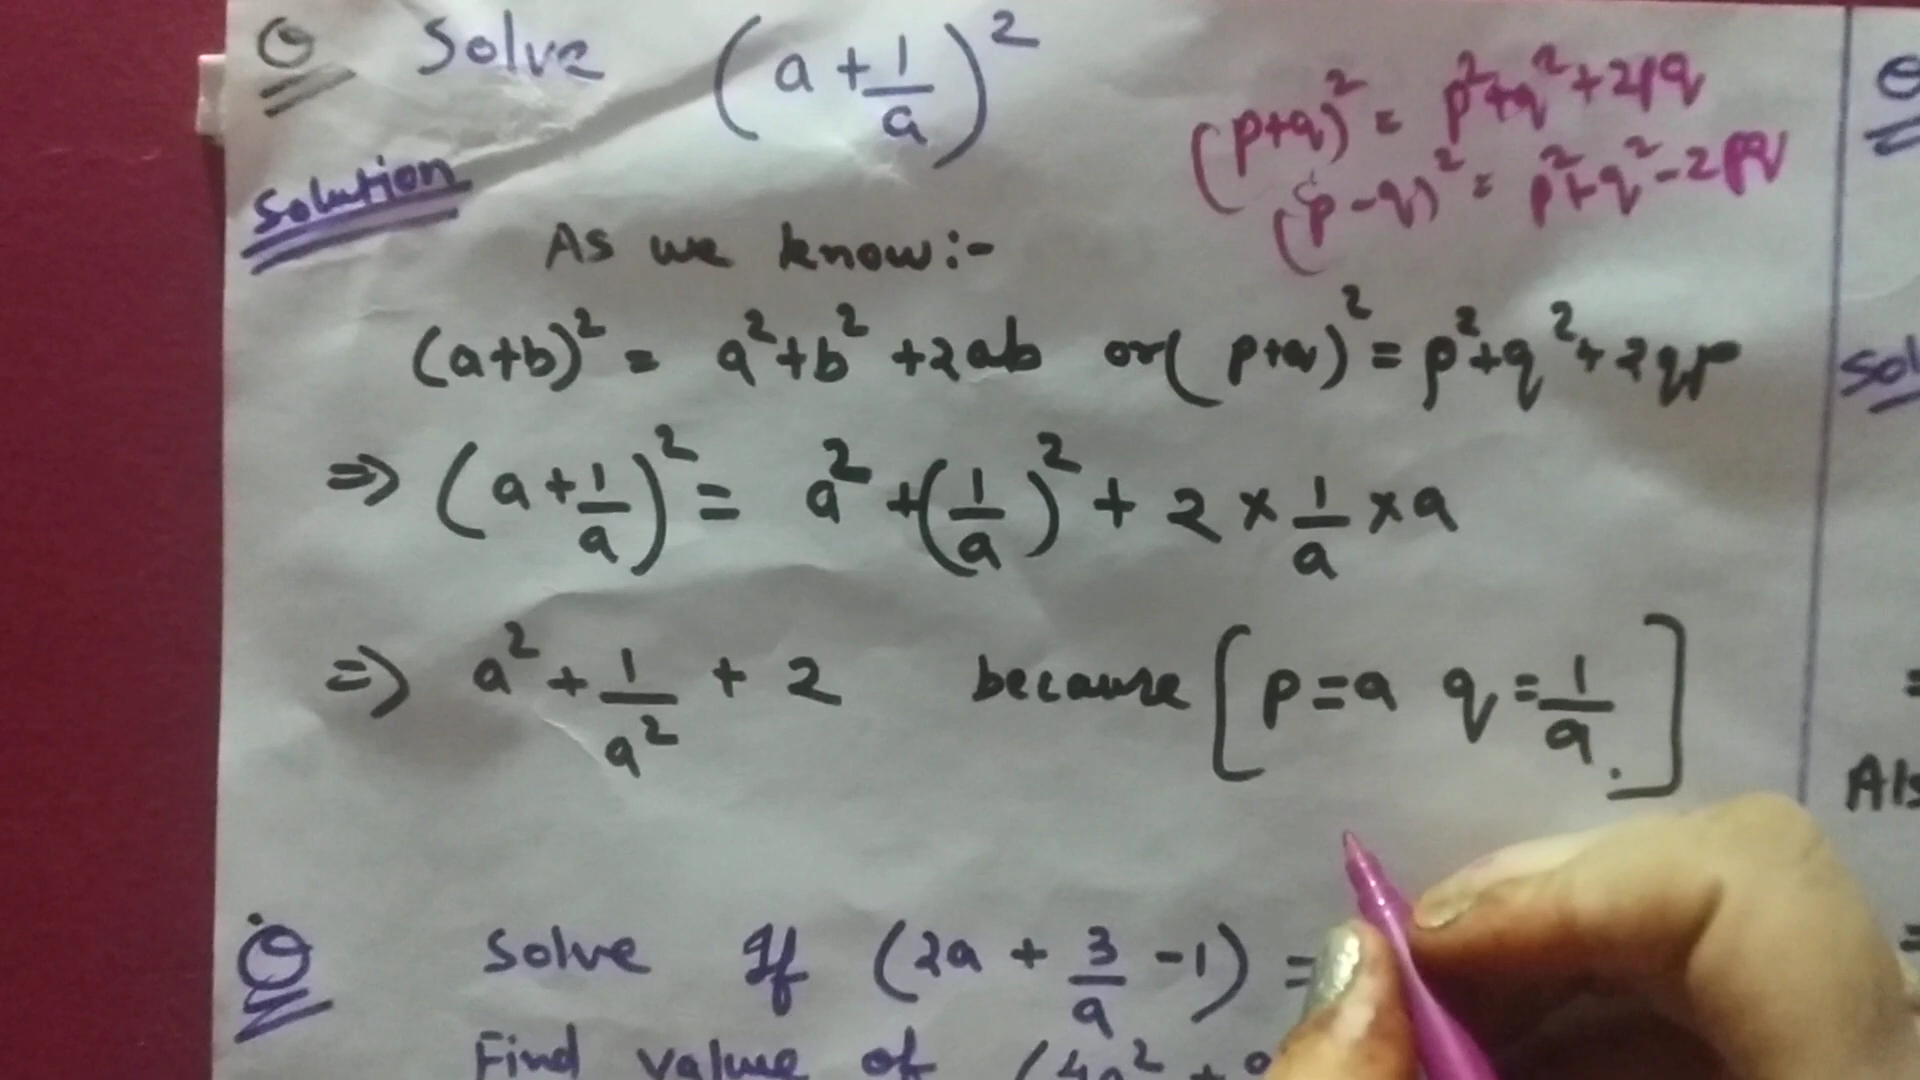 Q Solve (a + 1/a)²
(p+q)² = p²+q²+2pq
(p-q)² = p²+q²-2pq
Solution
As we know:-
(a+b)² = a²+b²+2ab or (p+q)² = p²+q²+2qp
⇒ (a+1/a)² = a²+(1/a)²+2×1/a×a
⇒ a²+1/a²+2 because [p=a q=1/a.]
Q Solve If (2a + 3/a -1) =
Find value of (4a² +